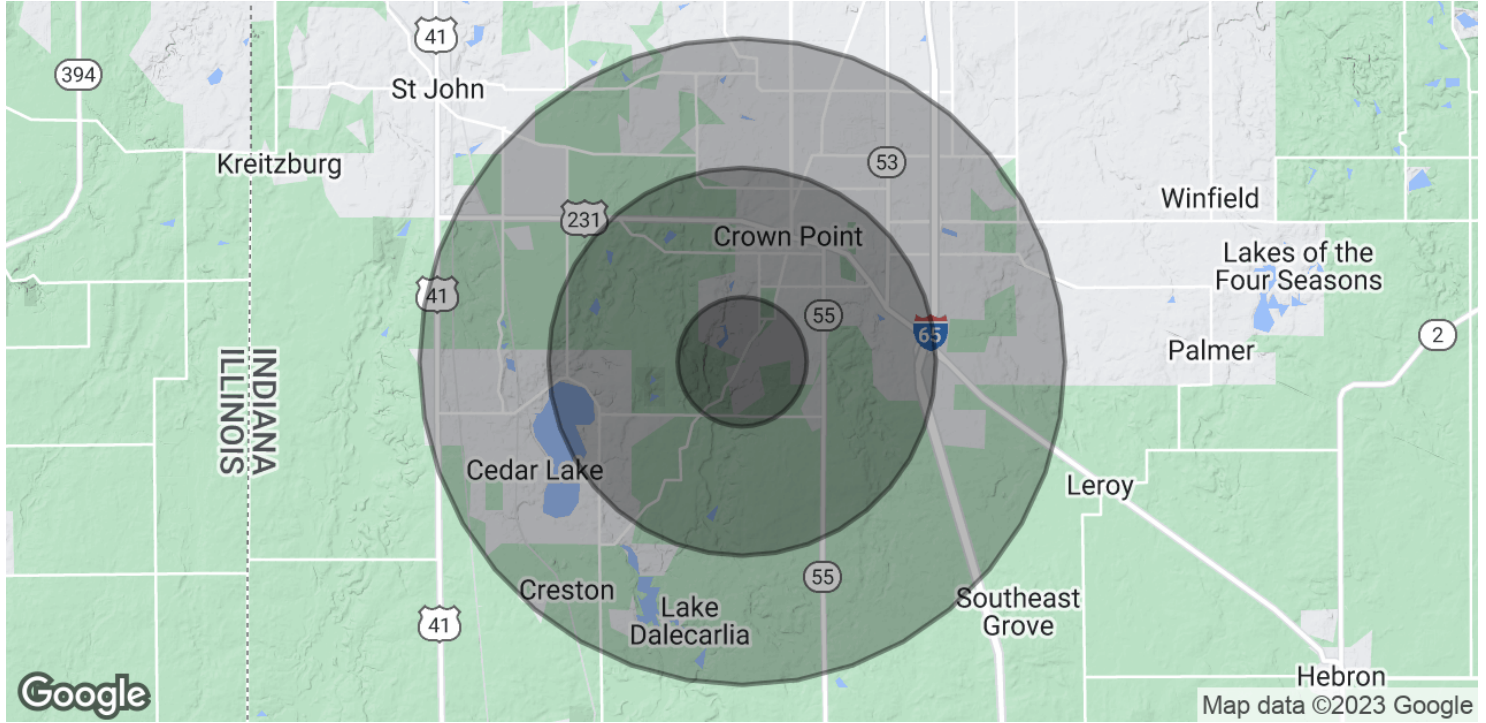 41
394
St John
Kreitzburg
53
Winfield
231
Crown Point
Lakes of the
Four Seasons
41
55
65
2
INDIANA
ILLINOIS
Palmer
Cedar Lake
Leroy
55
Creston
Lake
Dalecarlia
Southeast
Grove
41
Hebron
Google
Map data ©2023 Google